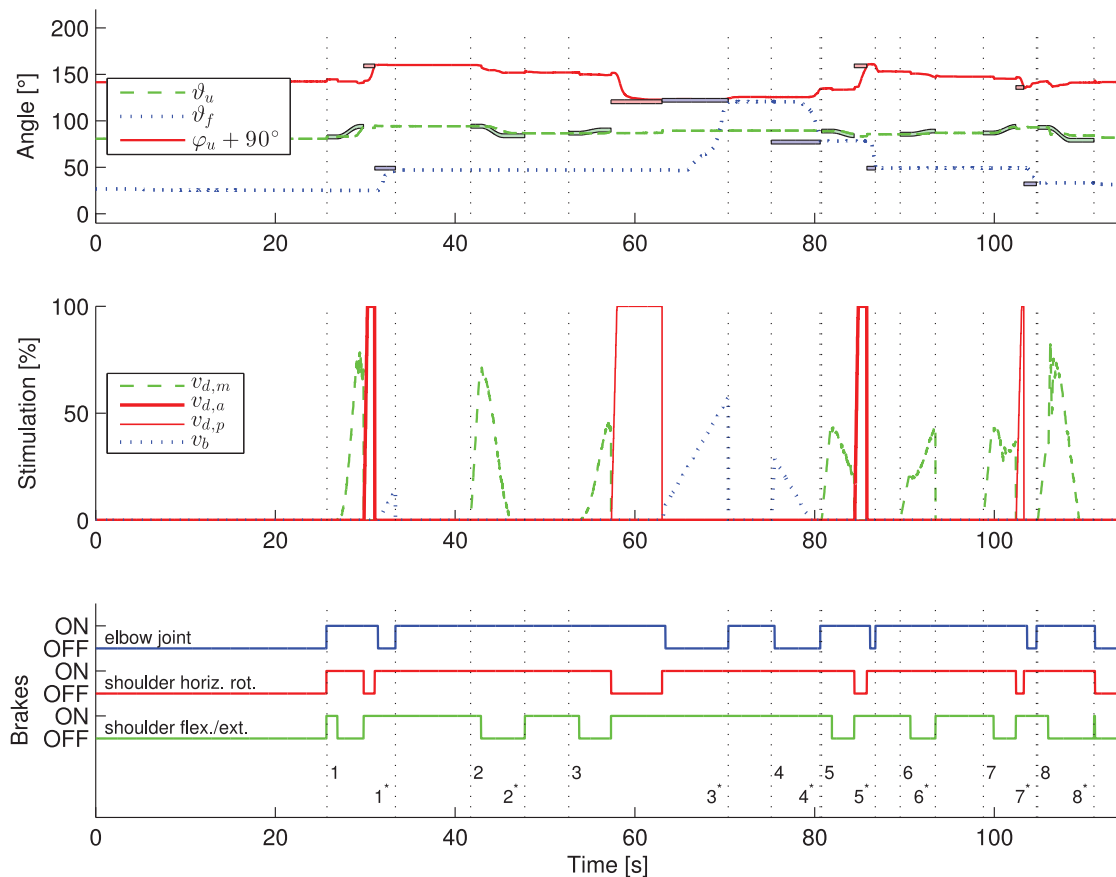 200
150
100
50
0
Angle [°]
ϑ_u
ϑ_f
φ_u + 90°
0 20 40 60 80 100
100
50
0
Stimulation [%]
v_{d,m}
v_{d,a}
v_{d,p}
v_b
0 20 40 60 80 100
Brakes
ON
OFF
elbow joint
ON
OFF
shoulder horiz. rot.
ON
OFF
shoulder flex./ext.
1 2 3 4 5 6 7 8
1* 2* 3* 4* 5* 6* 7* 8*
0 20 40 60 80 100
Time [s]